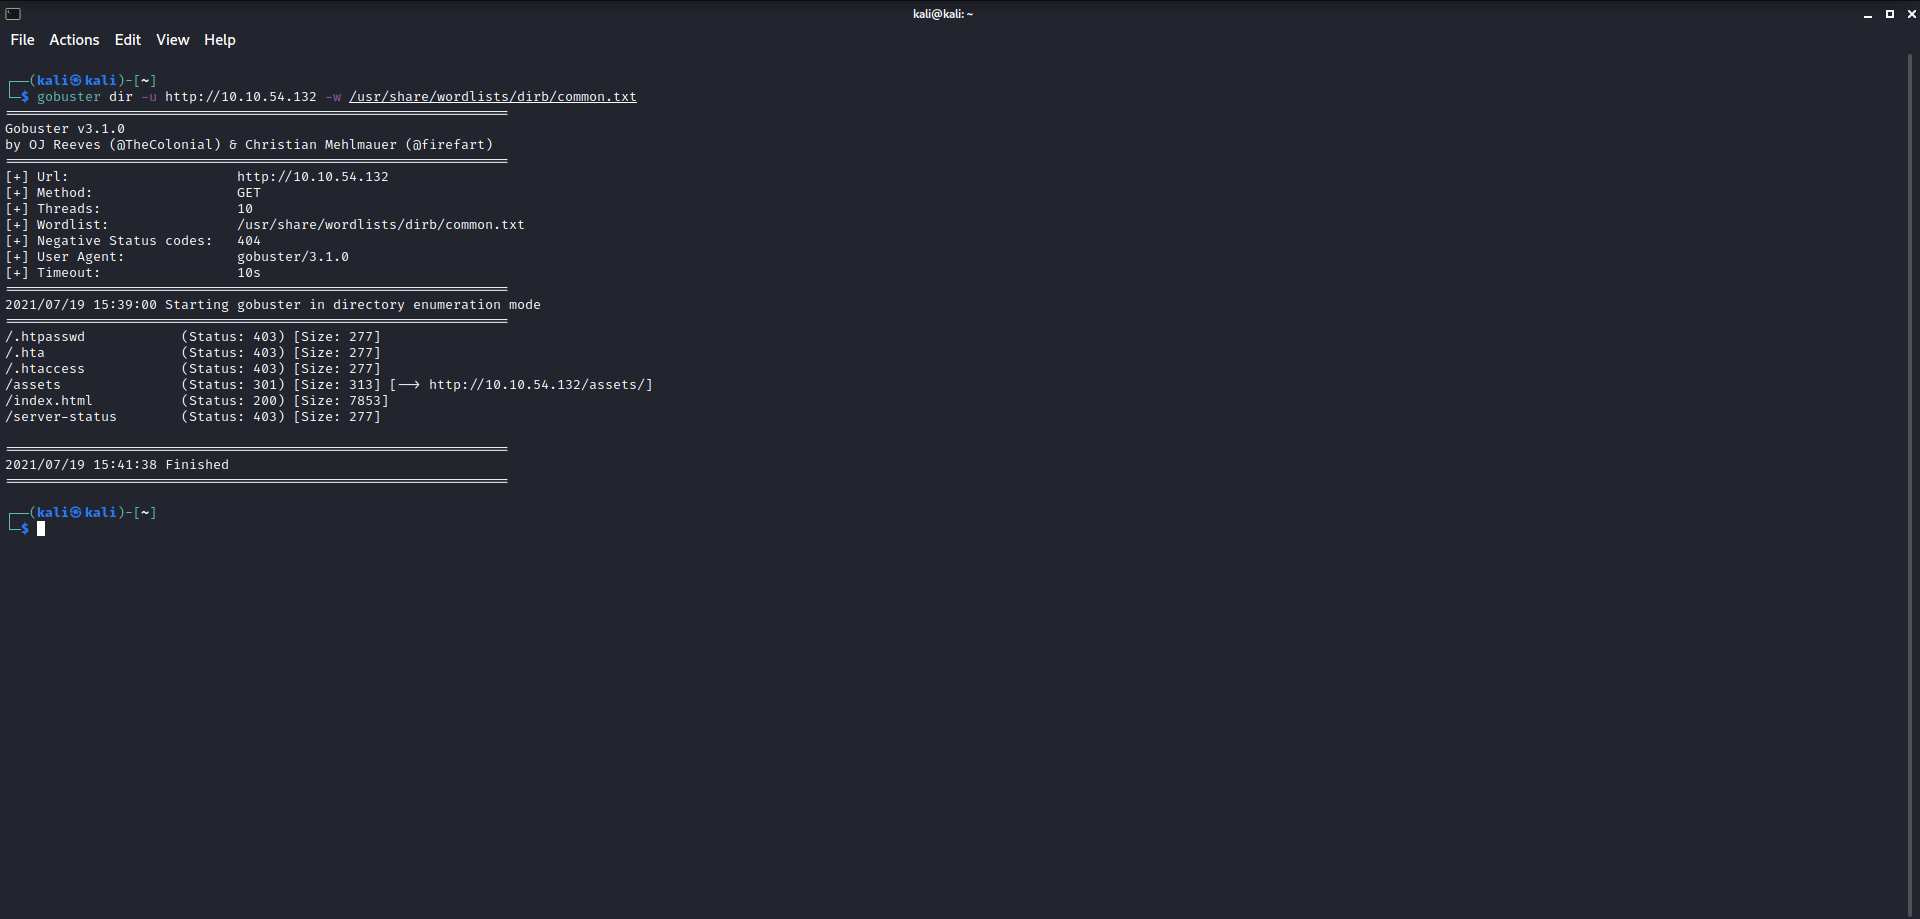 kali@kali: ~
File Actions Edit View Help
┌──(kali㉿kali)-[~]
└─$ gobuster dir -u http://10.10.54.132 -w /usr/share/wordlists/dirb/common.txt
===============================================================
Gobuster v3.1.0
by OJ Reeves (@TheColonial) & Christian Mehlmauer (@firefart)
===============================================================
[+] Url:                     http://10.10.54.132
[+] Method:                  GET
[+] Threads:                 10
[+] Wordlist:                /usr/share/wordlists/dirb/common.txt
[+] Negative Status codes:   404
[+] User Agent:              gobuster/3.1.0
[+] Timeout:                 10s
===============================================================
2021/07/19 15:39:00 Starting gobuster in directory enumeration mode
===============================================================
/.htpasswd            (Status: 403) [Size: 277]
/.hta                 (Status: 403) [Size: 277]
/.htaccess            (Status: 403) [Size: 277]
/assets               (Status: 301) [Size: 313] [--> http://10.10.54.132/assets/]
/index.html           (Status: 200) [Size: 7853]
/server-status        (Status: 403) [Size: 277]
===============================================================
2021/07/19 15:41:38 Finished
===============================================================
┌──(kali㉿kali)-[~]
└─$